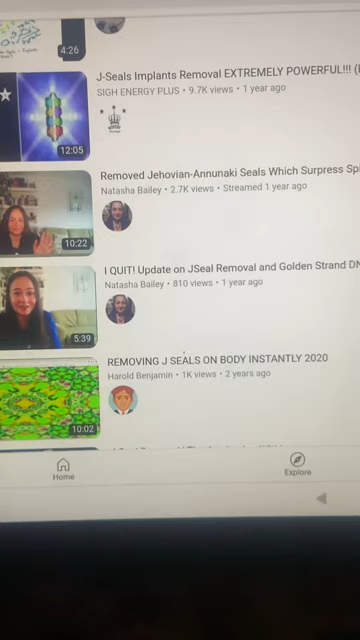 4:26
J-Seals Implants Removal EXTREMELY POWERFUL!!! (
SIGH ENERGY PLUS • 9.7K views • 1 year ago
12:05
Removed Jehovian-Annunaki Seals Which Surpress Spi
Natasha Bailey • 2.7K views • Streamed 1 year ago
10:22
I QUIT! Update on JSeal Removal and Golden Strand DN
Natasha Bailey • 810 views • 1 year ago
5:39
REMOVING J SEALS ON BODY INSTANTLY 2020
Harold Benjamin • 1K views • 2 years ago
10:02
Home
Explore